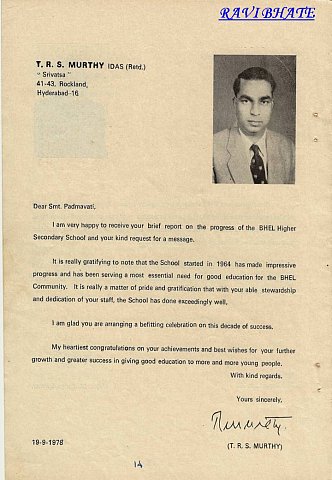 RAVI BHATE
T. R. S. MURTHY IDAS (Retd.)
" Srivatsa "
41-43, Rockland,
Hyderabad-16
Dear Smt. Padmavati,
I am very happy to receive your brief report on the progress of the BHEL Higher
Secondary School and your kind request for a message.
It is really gratifying to note that the School started in 1964 has made impressive
progress and has been serving a most essential need for good education for the BHEL
Community. It is really a matter of pride and gratification that with your able stewardship
and dedication of your staff, the School has done exceedingly well.
I am glad you are arranging a befitting celebration on this decade of success.
My heartiest congratulations on your achievements and best wishes for your further
growth and greater success in giving good education to more and more young people.
With kind regards.
Yours sincerely,
(T. R. S. MURTHY)
19-9-1978
14